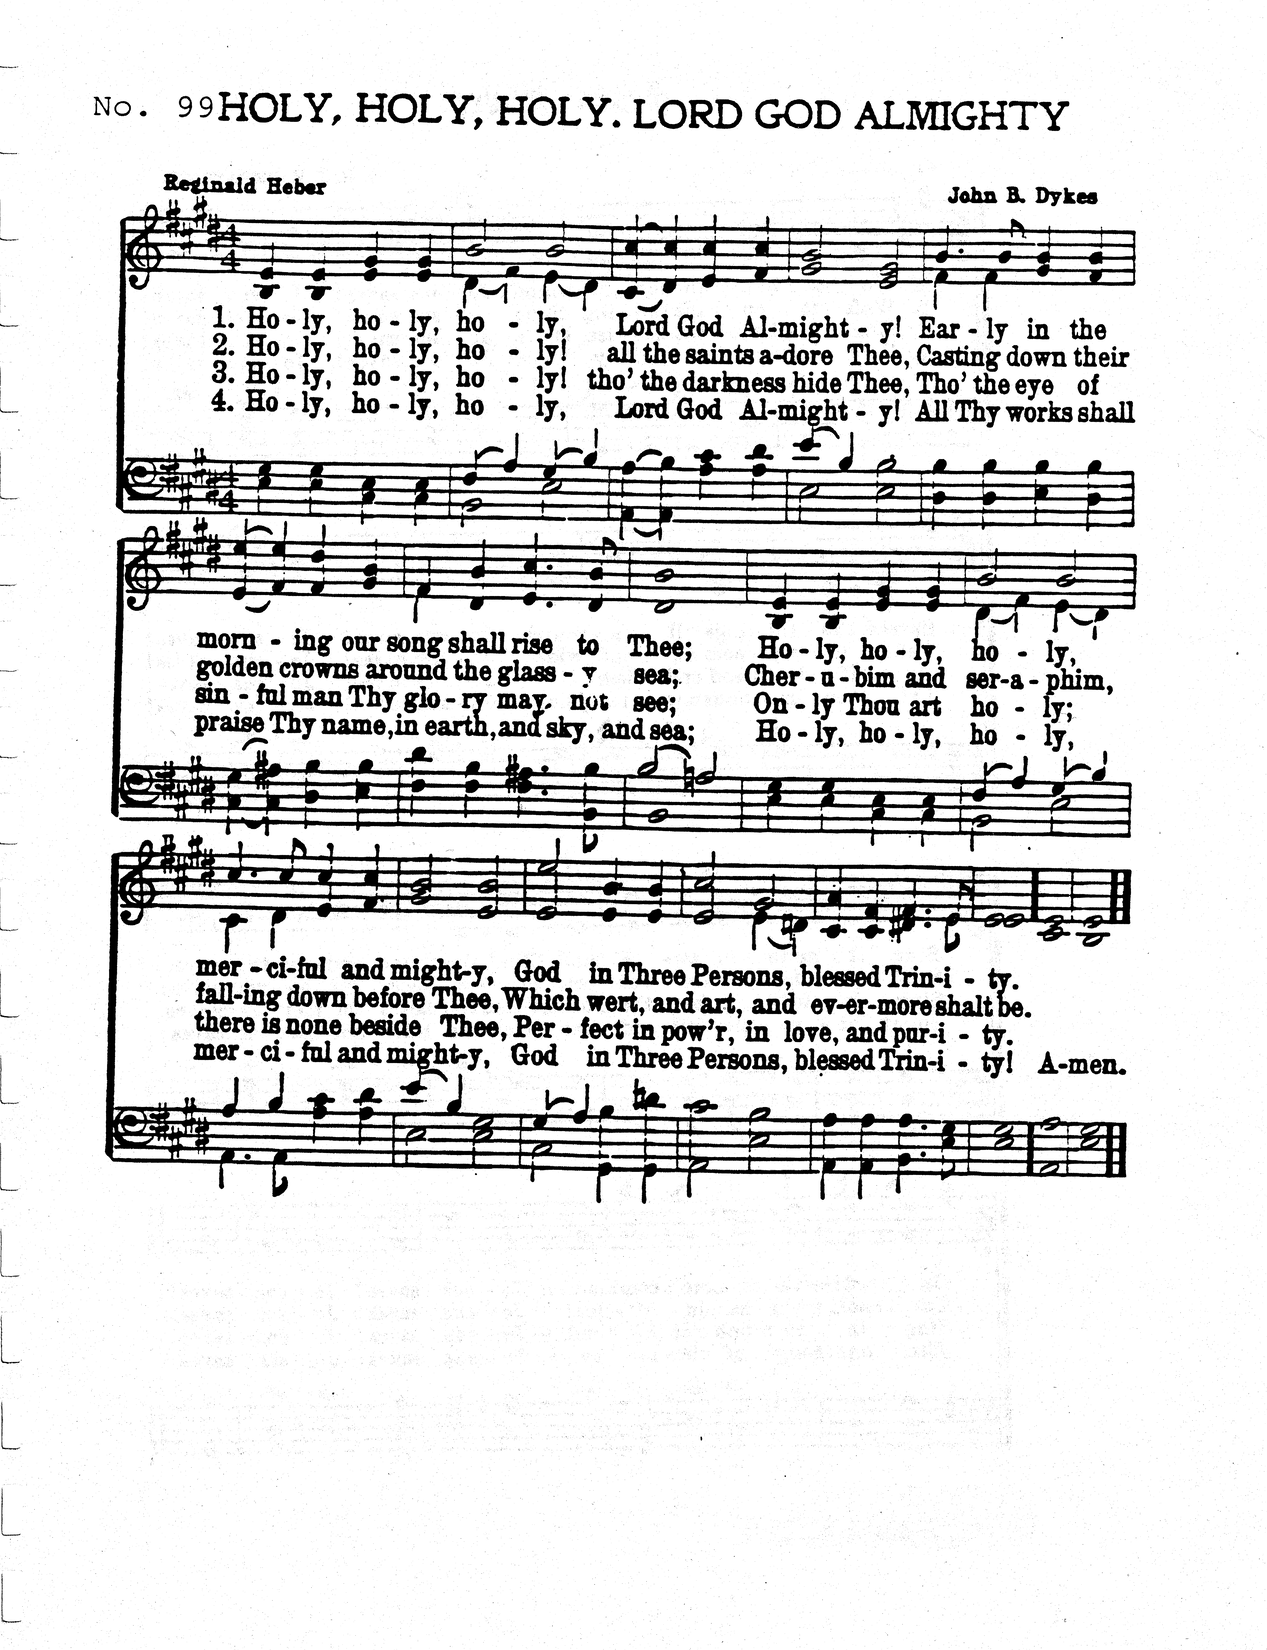 No. 99 HOLY, HOLY, HOLY. LORD GOD ALMIGHTY
Reginald Heber
John B. Dykes
1. Ho - ly, ho - ly, ho - ly, Lord God Al-might - y! Ear - ly in the
2. Ho - ly, ho - ly, ho - ly! all the saints a-dore Thee, Casting down their
3. Ho - ly, ho - ly, ho - ly! tho' the darkness hide Thee, Tho' the eye of
4. Ho - ly, ho - ly, ho - ly, Lord God Al-might - y! All Thy works shall
morn - ing our song shall rise to Thee; Ho - ly, ho - ly, ho - ly,
golden crowns around the glass - y sea; Cher - u - bim and ser-a - phim,
sin - ful man Thy glo - ry may not see; On - ly Thou art ho - ly;
praise Thy name, in earth, and sky, and sea; Ho - ly, ho - ly, ho - ly,
mer - ci-ful and might-y, God in Three Persons, blessed Trin-i - ty.
fall-ing down before Thee, Which wert, and art, and ev-er-more shalt be.
there is none beside Thee, Per - fect in pow'r, in love, and pur-i - ty.
mer - ci - ful and might-y, God in Three Persons, blessed Trin-i - ty! A-men.